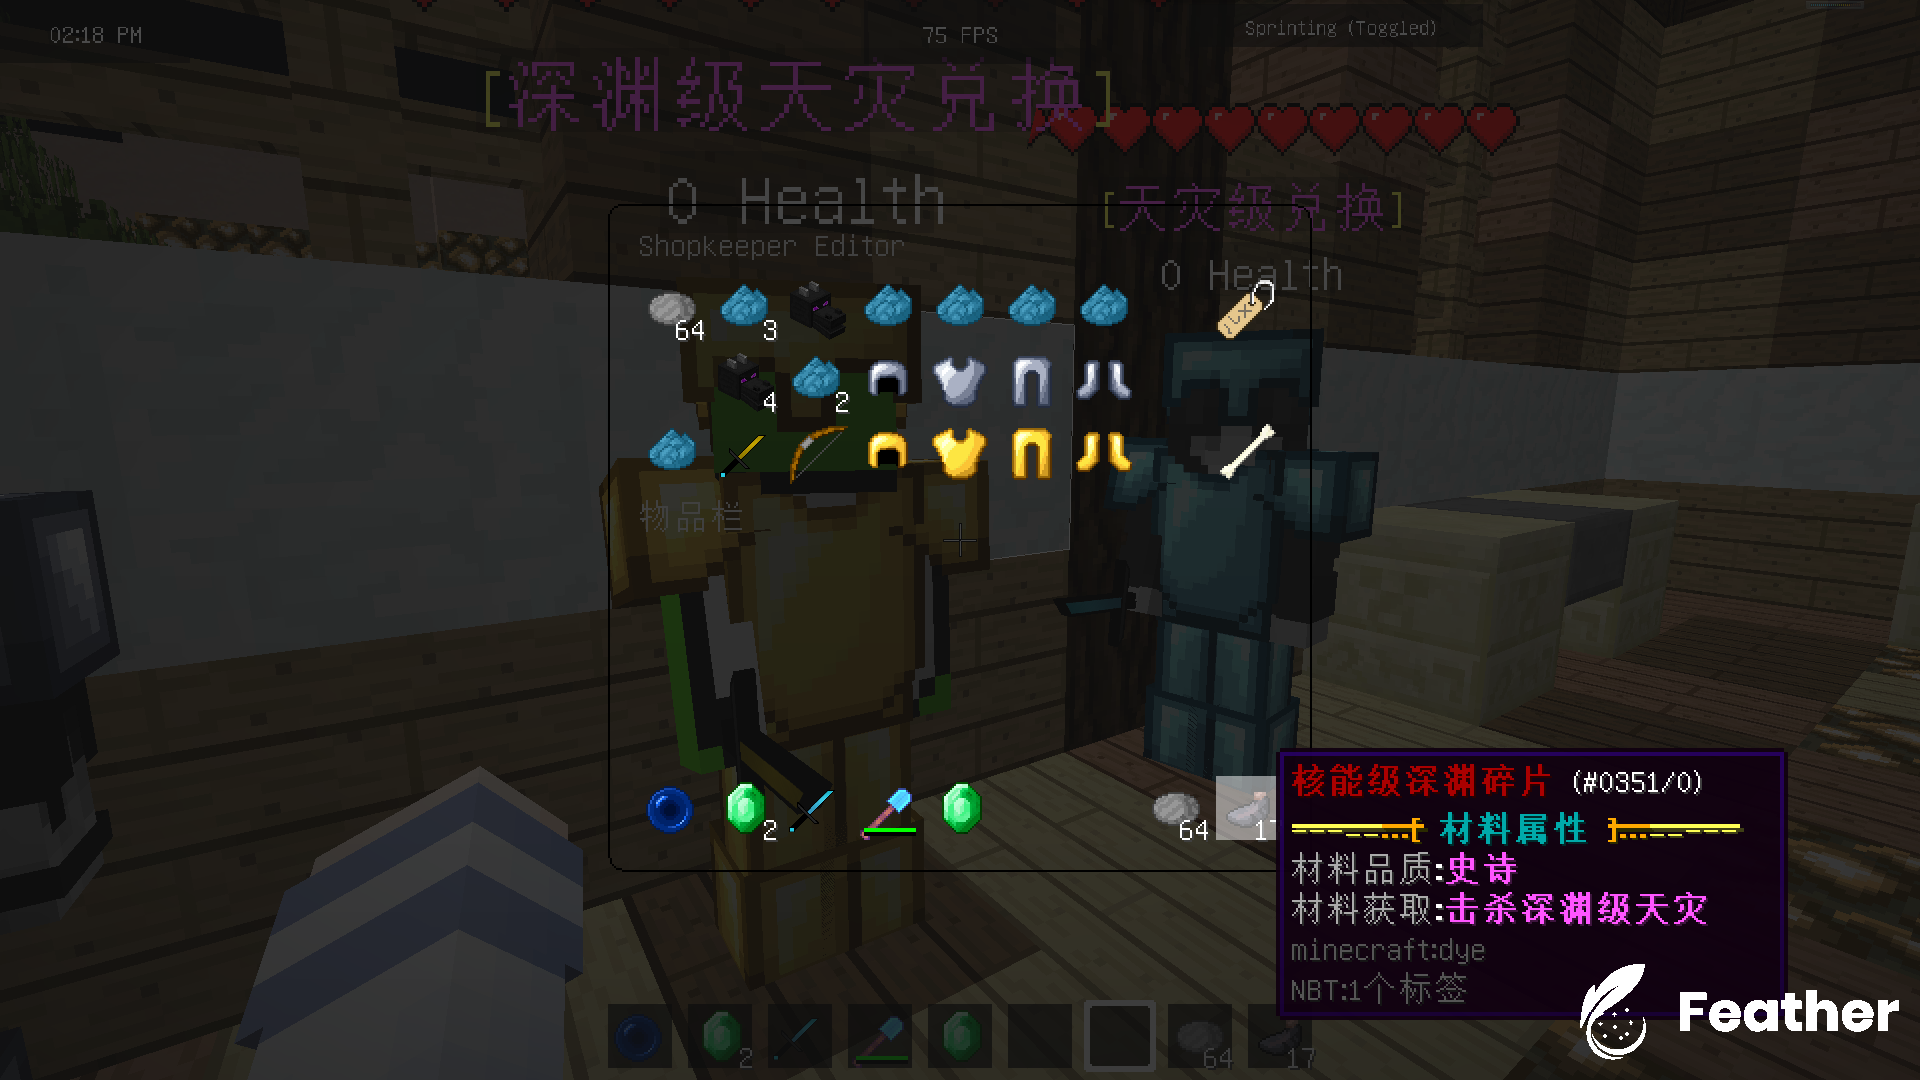 02:18 PM
75 FPS
Sprinting (Toggled)
[深渊级天灾兑换]
0 Health
[天灾级兑换]
Shopkeeper Editor
0 Health
64
3
4
2
物品栏
核能级深渊碎片 (#0351/0)
材料属性
2
64
17
材料品质:史诗
材料获取:击杀深渊级天灾
minecraft:dye
NBT:1个标签
Feather
2
64
17